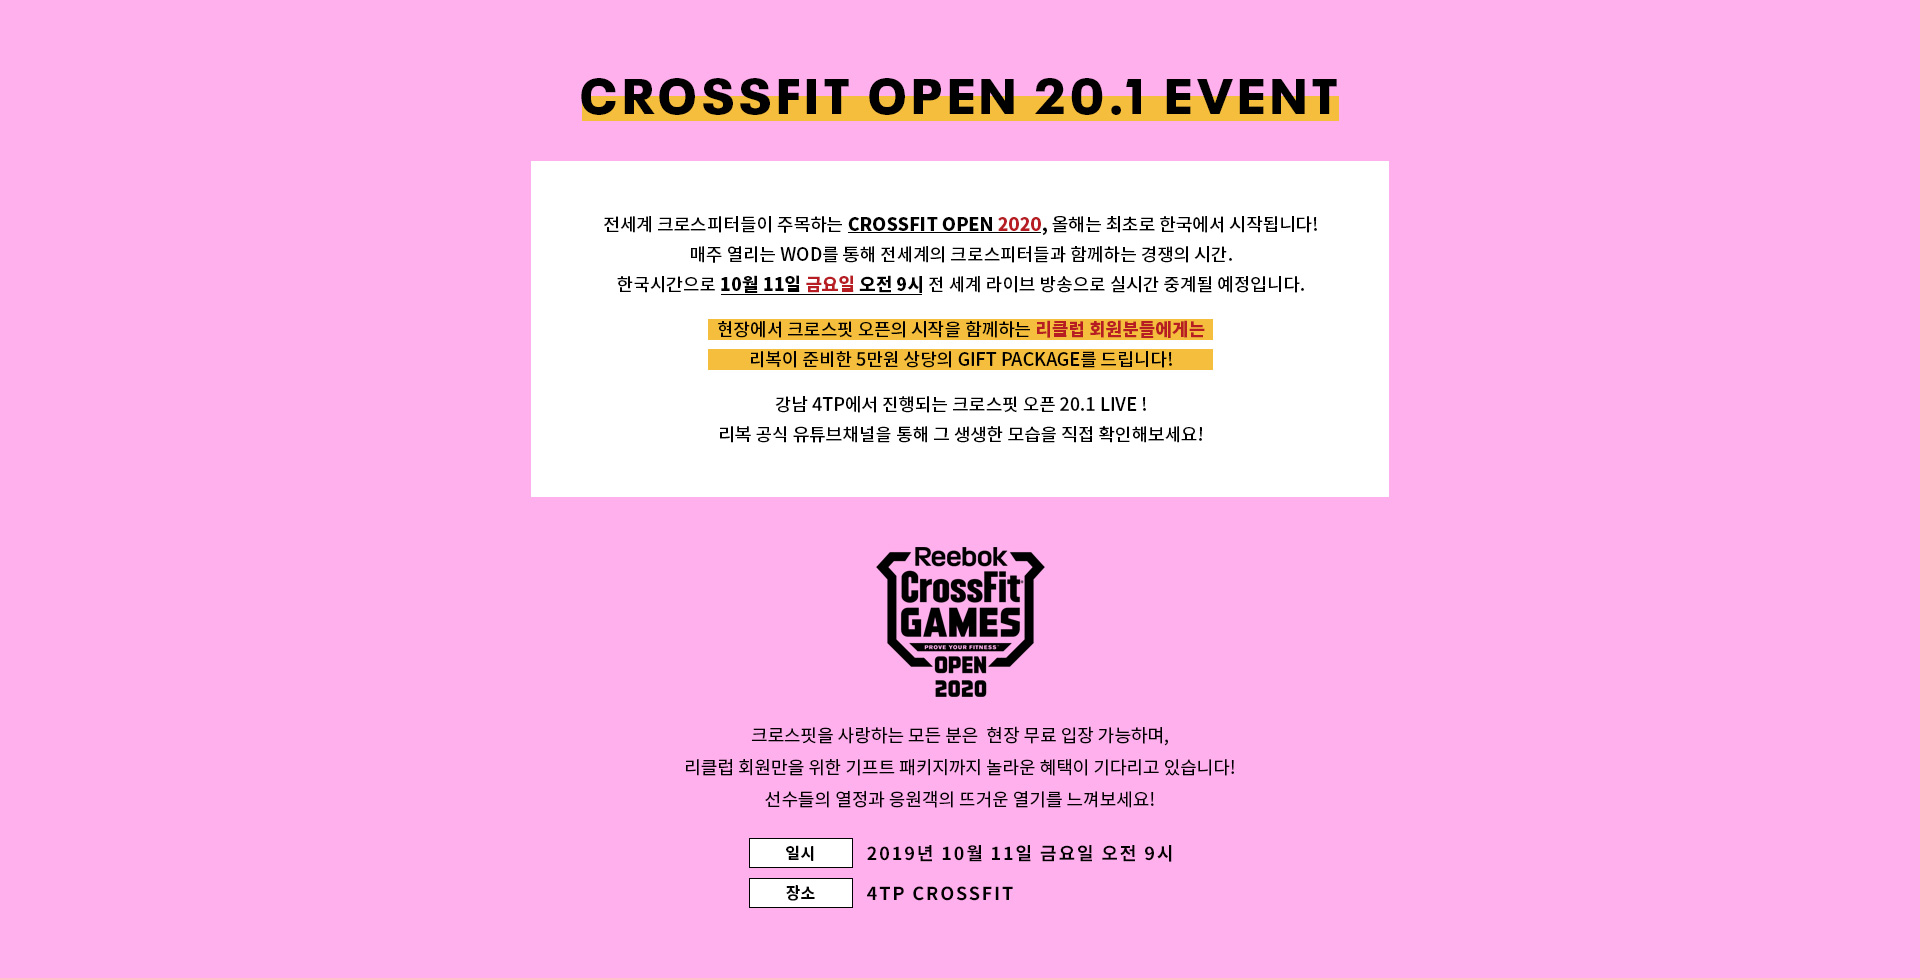 CROSSFIT OPEN 20.1 EVENT
전세계 크로스피터들이 주목하는 CROSSFIT OPEN 2020, 올해는 최초로 한국에서 시작됩니다!
매주 열리는 WOD를 통해 전세계의 크로스피터들과 함께하는 경쟁의 시간.
한국시간으로 10월 11일 금요일 오전 9시 전 세계 라이브 방송으로 실시간 중계될 예정입니다.
현장에서 크로스핏 오픈의 시작을 함께하는 리클럽 회원분들에게는
리복이 준비한 5만원 상당의 GIFT PACKAGE를 드립니다!
강남 4TP에서 진행되는 크로스핏 오픈 20.1 LIVE !
리복 공식 유튜브채널을 통해 그 생생한 모습을 직접 확인해보세요!
Reebok
CrossFit
GAMES
PROVE YOUR FITNESS
OPEN
2020
크로스핏을 사랑하는 모든 분은 현장 무료 입장 가능하며,
리클럽 회원만을 위한 기프트 패키지까지 놀라운 혜택이 기다리고 있습니다!
선수들의 열정과 응원객의 뜨거운 열기를 느껴보세요!
일시 2019년 10월 11일 금요일 오전 9시
장소 4TP CROSSFIT